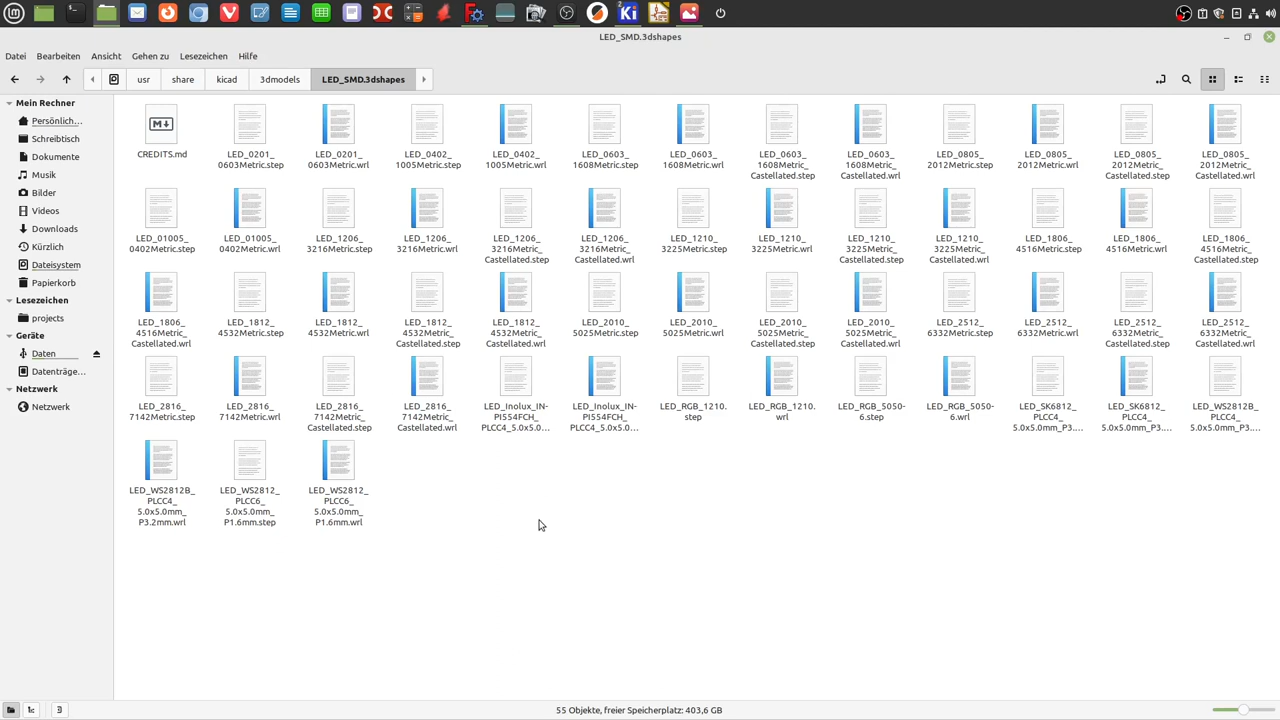 LED_SMD.3dshapes
Datei Bearbeiten Ansicht Gehen zu Lesezeichen Hilfe
usr share kicad 3dmodels LED_SMD.3dshapes
Mein Rechner
Persönlich...
Schreibtisch
Dokumente
Musik
Bilder
Videos
Downloads
Kürzlich
Dateisystem
Papierkorb
Lesezeichen
projects
Geräte
Daten
Datenträge...
Netzwerk
Netzwerk
CREDITS.md LED_0201_ LED_0201_ LED_0402_ LED_0402_ LED_0603_ LED_0603_ LED_0603_ LED_0603_ LED_0805_ LED_0805_ LED_0805_ LED_0805_
0603Metric.step 0603Metric.wrl 1005Metric.step 1005Metric.wrl 1608Metric.step 1608Metric.wrl 1608Metric_ 1608Metric_ 2012Metric.step 2012Metric.wrl 2012Metric_ 2012Metric_
Castellated.step Castellated.wrl Castellated.step Castellated.wrl
LED_01005_ LED_01005_ LED_1206_ LED_1206_ LED_1206_ LED_1206_ LED_1210_ LED_1210_ LED_1210_ LED_1210_ LED_1806_ LED_1806_ LED_1806_
0402Metric.step 0402Metric.wrl 3216Metric.step 3216Metric.wrl 3216Metric_ 3216Metric_ 3225Metric.step 3225Metric.wrl 3225Metric_ 3225Metric_ 4516Metric.step 4516Metric.wrl 4516Metric_
Castellated.step Castellated.wrl Castellated.step Castellated.wrl Castellated.step
LED_1806_ LED_1812_ LED_1812_ LED_1812_ LED_1812_ LED_2010_ LED_2010_ LED_2010_ LED_2010_ LED_2512_ LED_2512_ LED_2512_ LED_2512_
4516Metric_ 4532Metric.step 4532Metric.wrl 4532Metric_ 4532Metric_ 5025Metric.step 5025Metric.wrl 5025Metric_ 5025Metric_ 6332Metric.step 6332Metric.wrl 6332Metric_ 6332Metric_
Castellated.wrl Castellated.step Castellated.wrl Castellated.step Castellated.wrl Castellated.step Castellated.wrl
LED_2816_ LED_2816_ LED_2816_ LED_2816_ LED_Inolux_IN- LED_Inolux_IN- LED_RGB_1210. LED_RGB_1210. LED_RGB_5050- LED_RGB_5050- LED_SK6812_ LED_SK6812_ LED_WS2812B_
7142Metric.step 7142Metric.wrl 7142Metric_ 7142Metric_ PI554FCH_ PI554FCH_ step wrl 6.step 6.wrl PLCC4_ PLCC4_ PLCC4_
Castellated.step Castellated.wrl PLCC4_5.0x5.0... PLCC4_5.0x5.0... 5.0x5.0mm_P3.... 5.0x5.0mm_P3.... 5.0x5.0mm_P3....
LED_WS2812B_ LED_WS2812_ LED_WS2812_
PLCC4_ PLCC6_ PLCC6_
5.0x5.0mm_ 5.0x5.0mm_ 5.0x5.0mm_
P3.2mm.wrl P1.6mm.step P1.6mm.wrl
55 Objekte, freier Speicherplatz: 403,6 GB